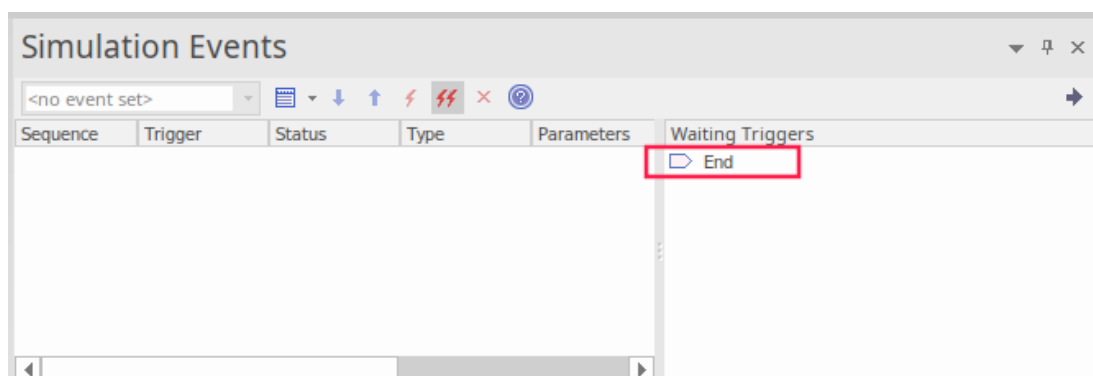 Simulation Events
<no event set>
Sequence Trigger Status Type Parameters Waiting Triggers
End